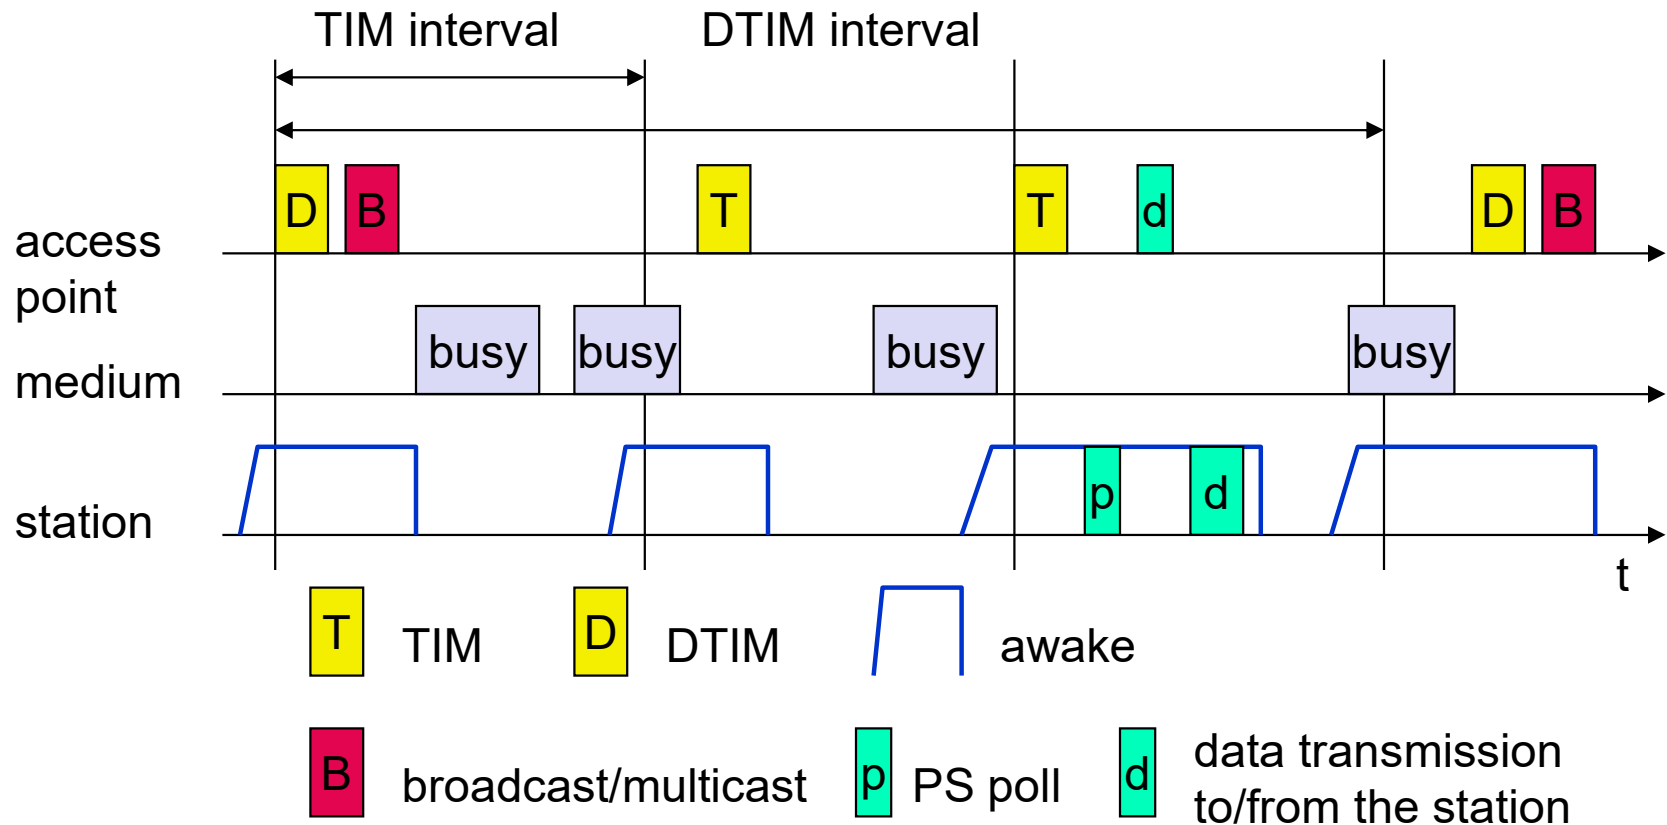 TIM interval DTIM interval
D B T T d D B
access
point
busy busy busy busy
medium
p d
station
t
T TIM D DTIM awake
B broadcast/multicast p PS poll d data transmission
to/from the station